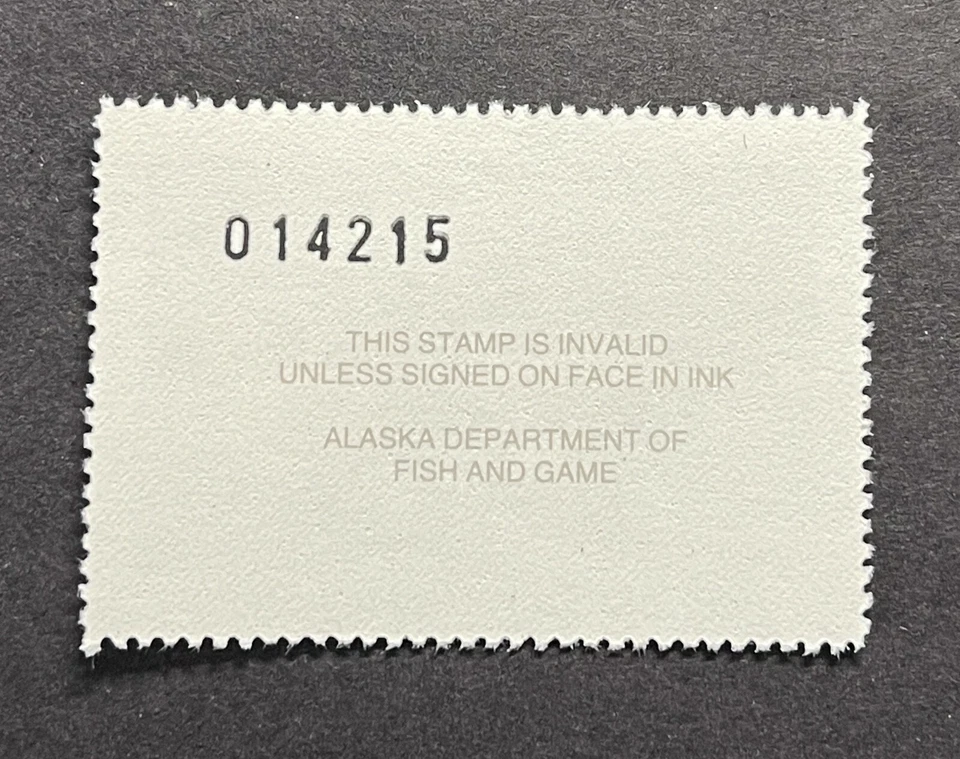 014215
THIS STAMP IS INVALID
UNLESS SIGNED ON FACE IN INK
ALASKA DEPARTMENT OF
FISH AND GAME